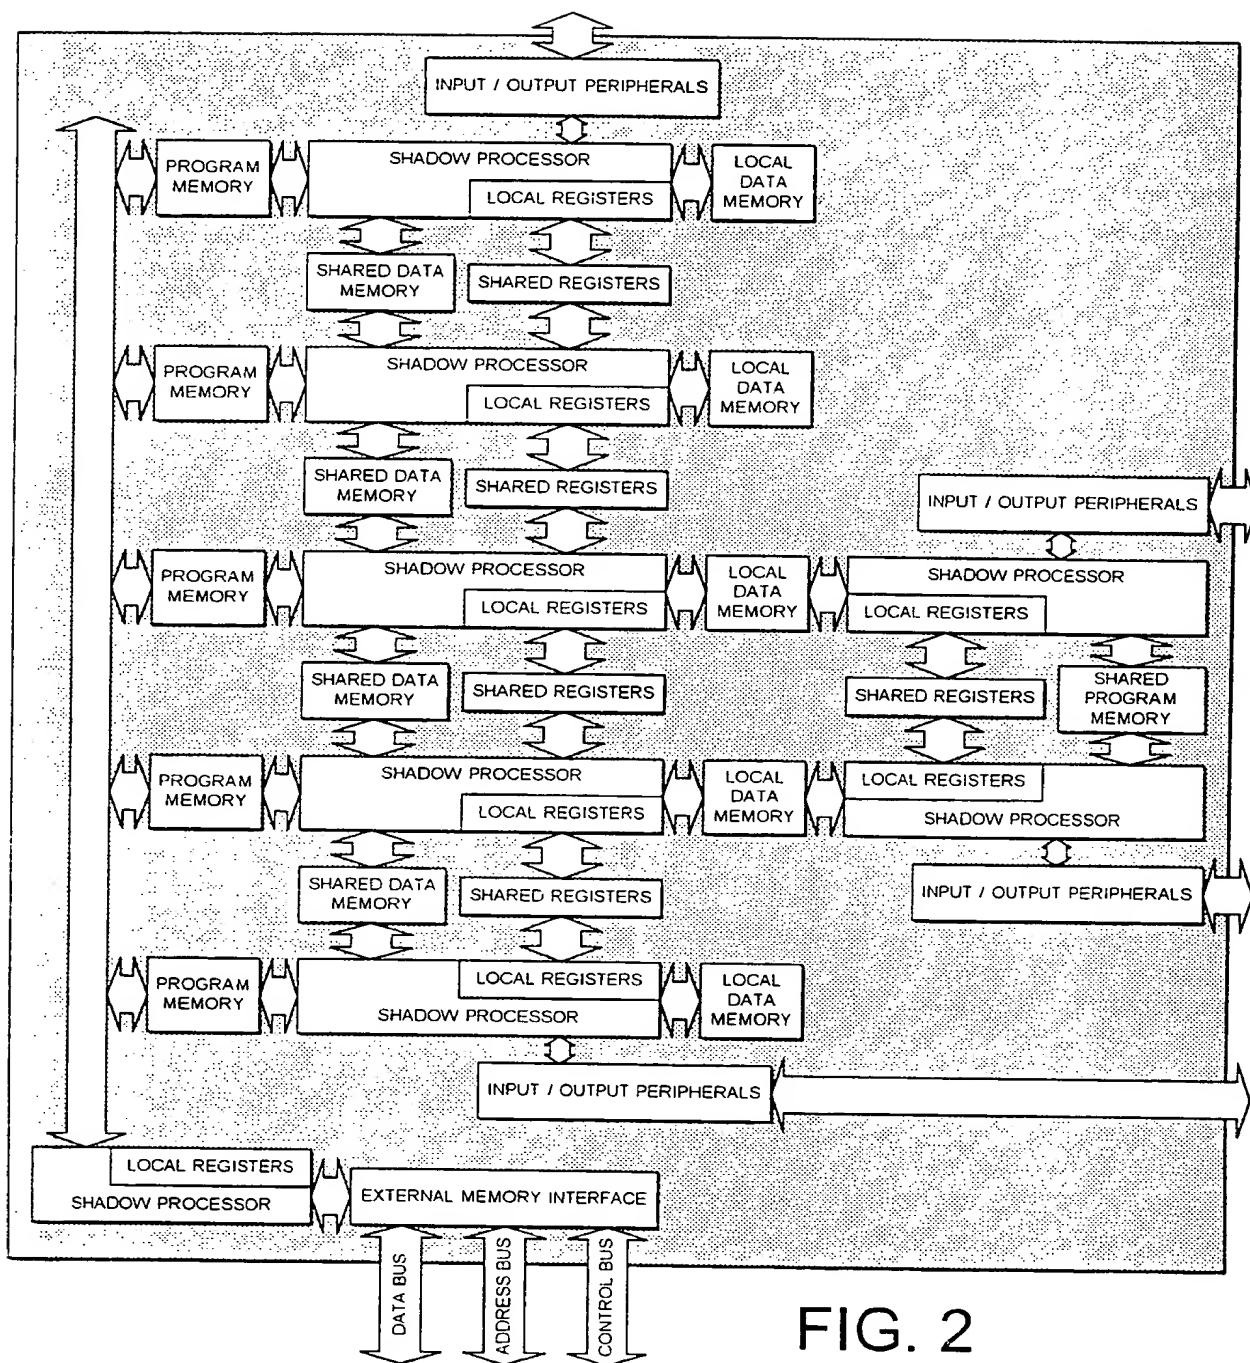 INPUT / OUTPUT PERIPHERALS
PROGRAM
MEMORY
SHADOW PROCESSOR
LOCAL REGISTERS
LOCAL
DATA
MEMORY
SHARED DATA
MEMORY
SHARED REGISTERS
PROGRAM
MEMORY
SHADOW PROCESSOR
LOCAL REGISTERS
LOCAL
DATA
MEMORY
SHARED DATA
MEMORY
SHARED REGISTERS
INPUT / OUTPUT PERIPHERALS
PROGRAM
MEMORY
SHADOW PROCESSOR
LOCAL REGISTERS
LOCAL
DATA
MEMORY
SHADOW PROCESSOR
LOCAL REGISTERS
SHARED DATA
MEMORY
SHARED REGISTERS
SHARED REGISTERS
SHARED
PROGRAM
MEMORY
PROGRAM
MEMORY
SHADOW PROCESSOR
LOCAL REGISTERS
LOCAL
DATA
MEMORY
LOCAL REGISTERS
SHADOW PROCESSOR
SHARED DATA
MEMORY
SHARED REGISTERS
INPUT / OUTPUT PERIPHERALS
PROGRAM
MEMORY
LOCAL REGISTERS
SHADOW PROCESSOR
LOCAL
DATA
MEMORY
INPUT / OUTPUT PERIPHERALS
LOCAL REGISTERS
SHADOW PROCESSOR
EXTERNAL MEMORY INTERFACE
DATA BUS
ADDRESS BUS
CONTROL BUS
FIG. 2